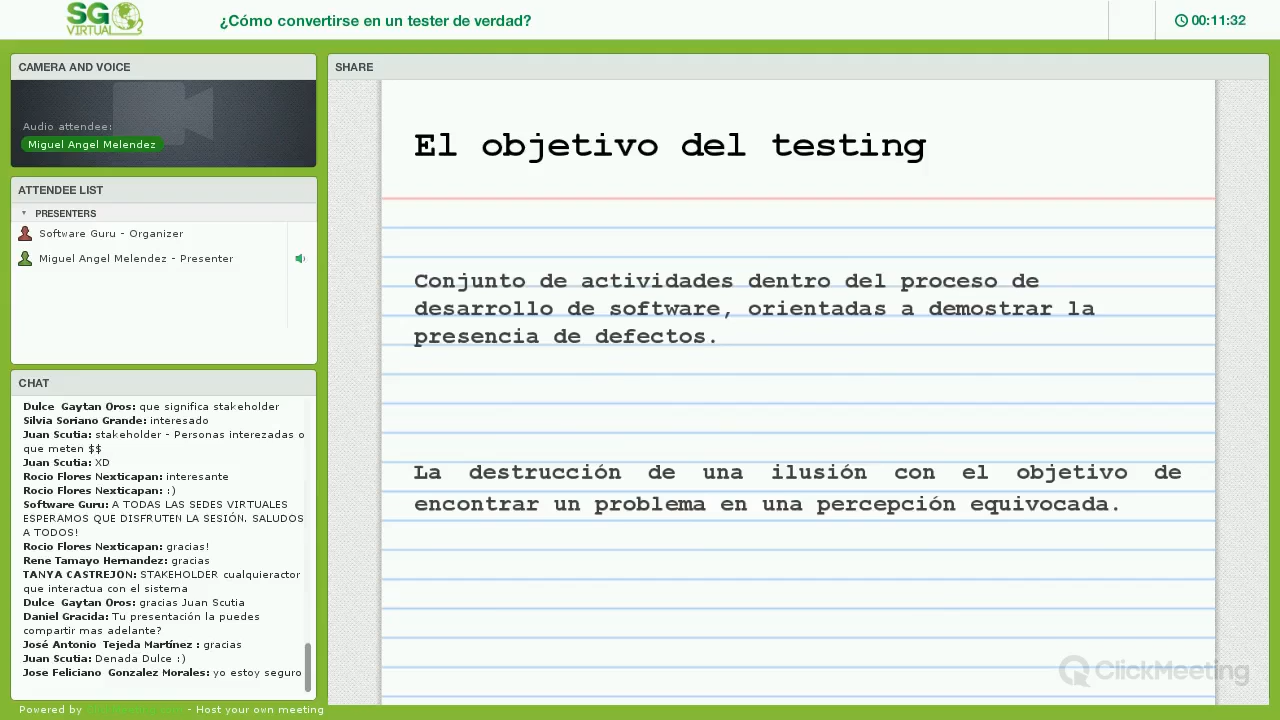 SG
VIRTUAL
¿Cómo convertirse en un tester de verdad?
00:11:32
CAMERA AND VOICE
Audio attendee:
Miguel Angel Melendez
ATTENDEE LIST
PRESENTERS
Software Guru - Organizer
Miguel Angel Melendez - Presenter
CHAT
Dulce Gaytan Oros: que significa stakeholder
Silvia Soriano Grande: interesado
Juan Scutia: stakeholder - Personas interezadas o
que meten $$
Juan Scutia: XD
Rocio Flores Nexticapan: interesante
Rocio Flores Nexticapan: :)
Software Guru: A TODAS LAS SEDES VIRTUALES
ESPERAMOS QUE DISFRUTEN LA SESIÓN. SALUDOS
A TODOS!
Rocio Flores Nexticapan: gracias!
Rene Tamayo Hernandez: gracias
TANYA CASTREJON: STAKEHOLDER cualquieractor
que interactua con el sistema
Dulce Gaytan Oros: gracias Juan Scutia
Daniel Gracida: Tu presentación la puedes
compartir mas adelante?
José Antonio Tejeda Martínez : gracias
Juan Scutia: Denada Dulce :)
Jose Feliciano Gonzalez Morales: yo estoy seguro
Powered by - Host your own meeting
SHARE
El objetivo del testing
Conjunto de actividades dentro del proceso de
desarrollo de software, orientadas a demostrar la
presencia de defectos.
La destrucción de una ilusión con el objetivo de
encontrar un problema en una percepción equivocada.
ClickMeeting